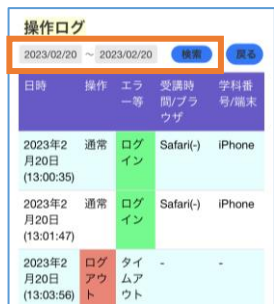 操作ログ
2023/02/20 ~ 2023/02/20 検索 戻る
日時 操作 エラ 受講時 学科番
一等 間/ブラ 号/端末
ウザ
2023年2 通常 ログ Safari(-) iPhone
月20日 イン
(13:00:35)
2023年2 通常 ログ Safari(-) iPhone
月20日 イン
(13:01:47)
2023年2 ログ タイ - -
月20日 アウ ムア
(13:03:56) ト ウト